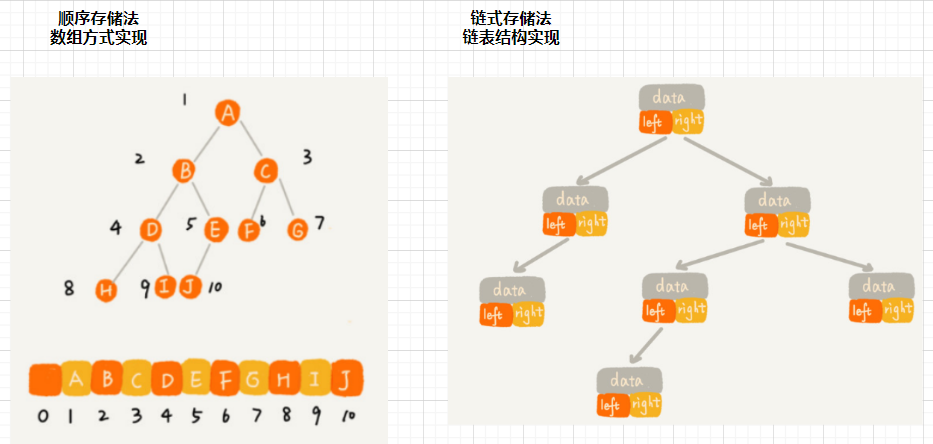 顺序存储法
数组方式实现
1
A
2
B
C
3
4
D
5
E
F
6
G
7
8
H
9
I
J
10
A B C D E F G H I J
0 1 2 3 4 5 6 7 8 9 10
链式存储法
链表结构实现
data
left right
data
left right
data
left right
data
left right
data
left right
data
left right
data
left right